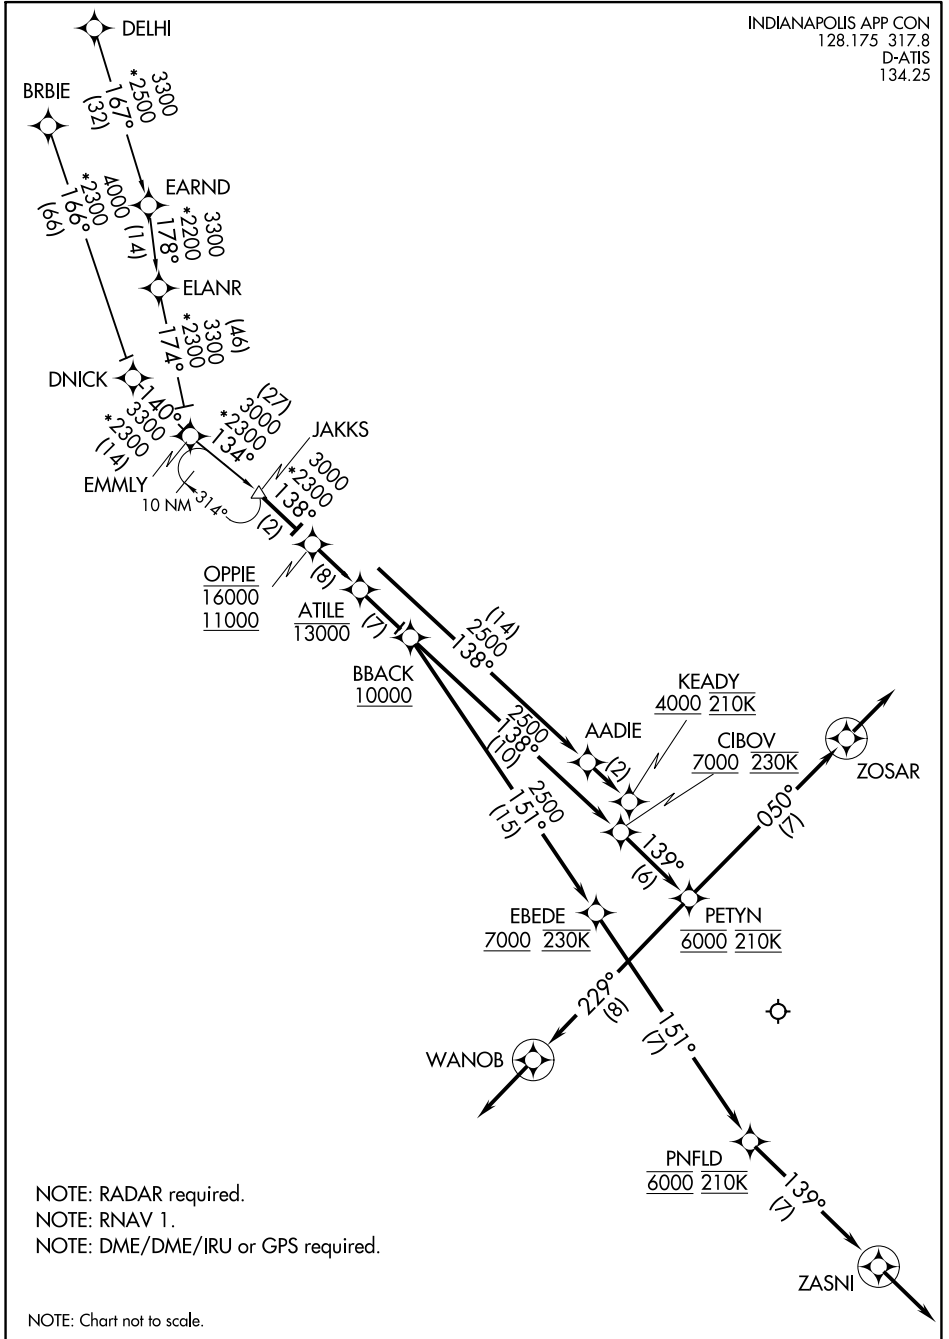 INDIANAPOLIS APP CON
128.175 317.8
D-ATIS
134.25
DELHI
3300
*2500
167°
(32)
BRBIE
4000
*2300
166°
(66)
EARND
3300
*2200
178°
(14)
ELANR
(46)
3300
*2300
174°
DNICK
140°
3300
*2300
(14)
EMMLY
(27)
3000
*2300
134°
JAKKS
10 NM
314°
3000
*2300
138°
(2)
OPPIE
16000
11000
(8)
ATILE
13000
(7)
BBACK
10000
(14)
2500
138°
KEADY
4000 210K
AADIE
(2)
CIBOV
7000 230K
2500
138°
(10)
2500
151°
(15)
ZOSAR
050°
(7)
139°
(6)
EBEDE
7000 230K
PETYN
6000 210K
229°
(8)
WANOB
151°
(7)
PNFLD
6000 210K
139°
(7)
ZASNI
NOTE: RADAR required.
NOTE: RNAV 1.
NOTE: DME/DME/IRU or GPS required.
NOTE: Chart not to scale.